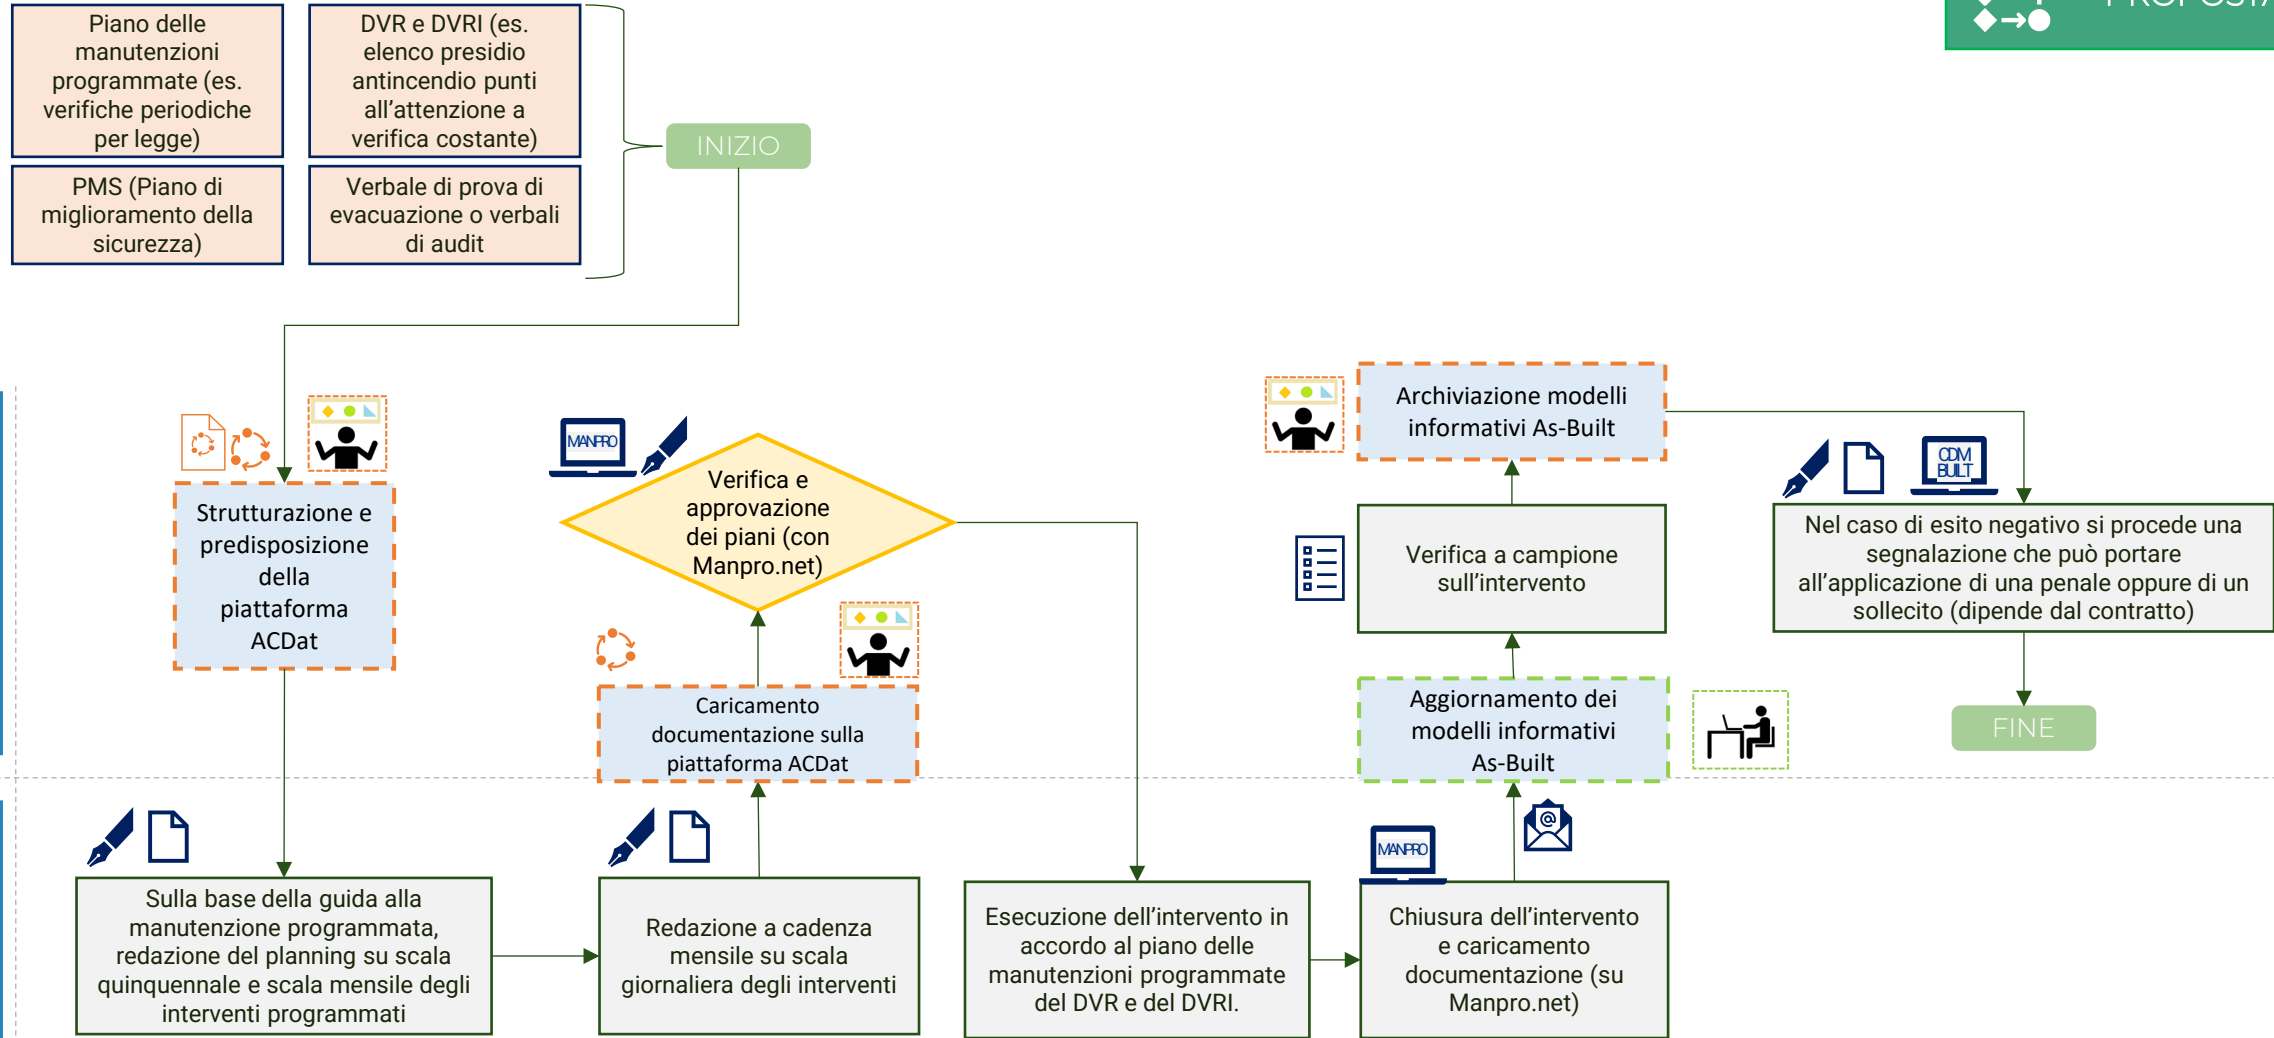 Piano delle
manutenzioni
programmate (es.
verifiche periodiche
per legge)
DVR e DVRI (es.
elenco presidio
antincendio punti
all'attenzione a
verifica costante)
PMS (Piano di
miglioramento della
sicurezza)
Verbale di prova di
evacuazione o verbali
di audit
INIZIO
Strutturazione e
predisposizione
della
piattaforma
ACDat
MANPRO
Verifica e
approvazione
dei piani (con
Manpro.net)
Caricamento
documentazione sulla
piattaforma ACDat
Archiviazione modelli
informativi As-Built
Verifica a campione
sull'intervento
Aggiornamento dei
modelli informativi
As-Built
CDM
BUILT
Nel caso di esito negativo si procede una
segnalazione che può portare
all'applicazione di una penale oppure di un
sollecito (dipende dal contratto)
FINE
Sulla base della guida alla
manutenzione programmata,
redazione del planning su scala
quinquennale e scala mensile degli
interventi programmati
Redazione a cadenza
mensile su scala
giornaliera degli interventi
Esecuzione dell'intervento in
accordo al piano delle
manutenzioni programmate
del DVR e del DVRI.
MANPRO
@
Chiusura dell'intervento
e caricamento
documentazione (su
Manpro.net)